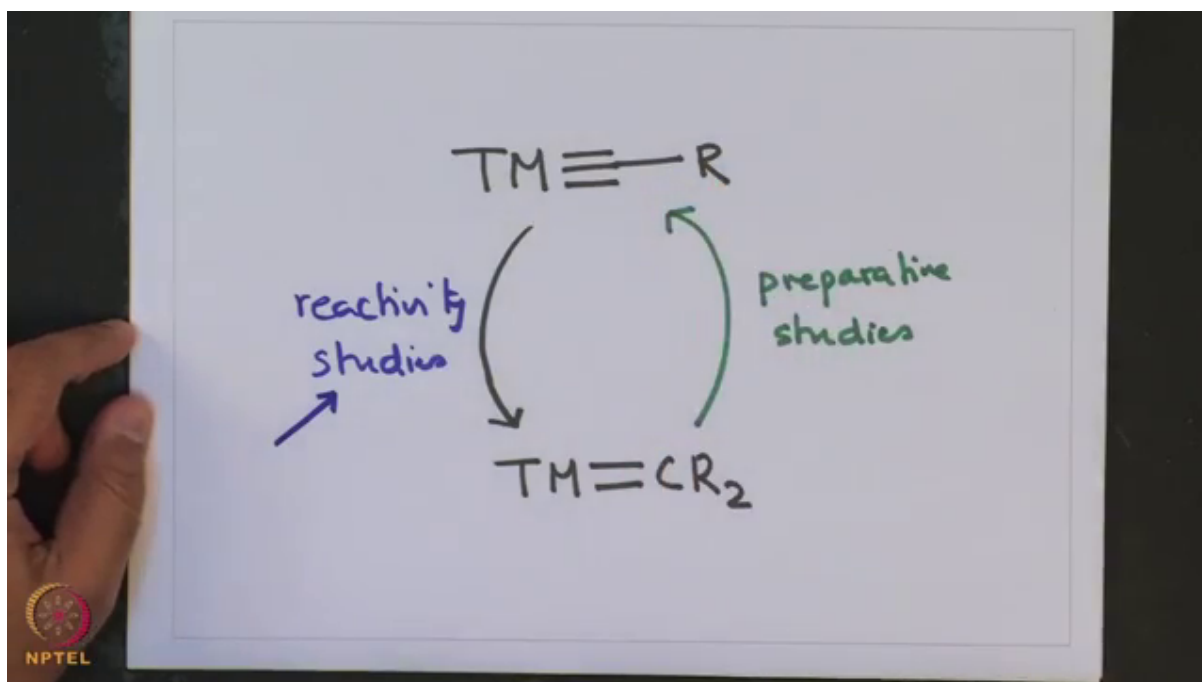 TM≡—R
reactivity
studies
preparative
studies
TM=CR₂
NPTEL